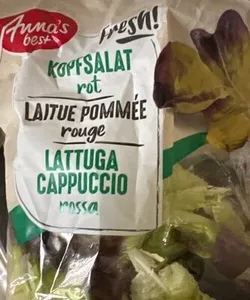 Anna's
best
Fresh!
KOPFSALAT
rot
LAITUE POMMÉE
rouge
LATTUGA
CAPPUCCIO
rossa